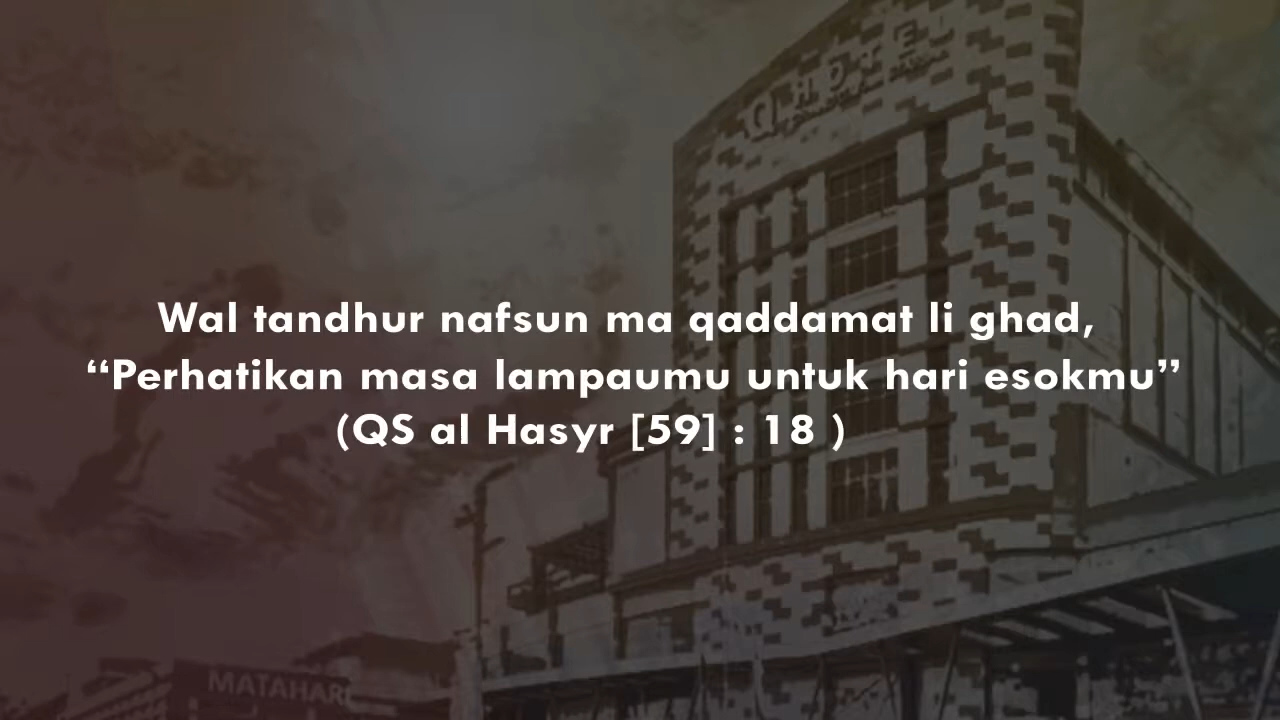 Q HOTEL
Wal tandhur nafsun ma qaddamat li ghad,
“Perhatikan masa lampaumu untuk hari esokmu”
(QS al Hasyr [59] : 18 )
MATAHARI